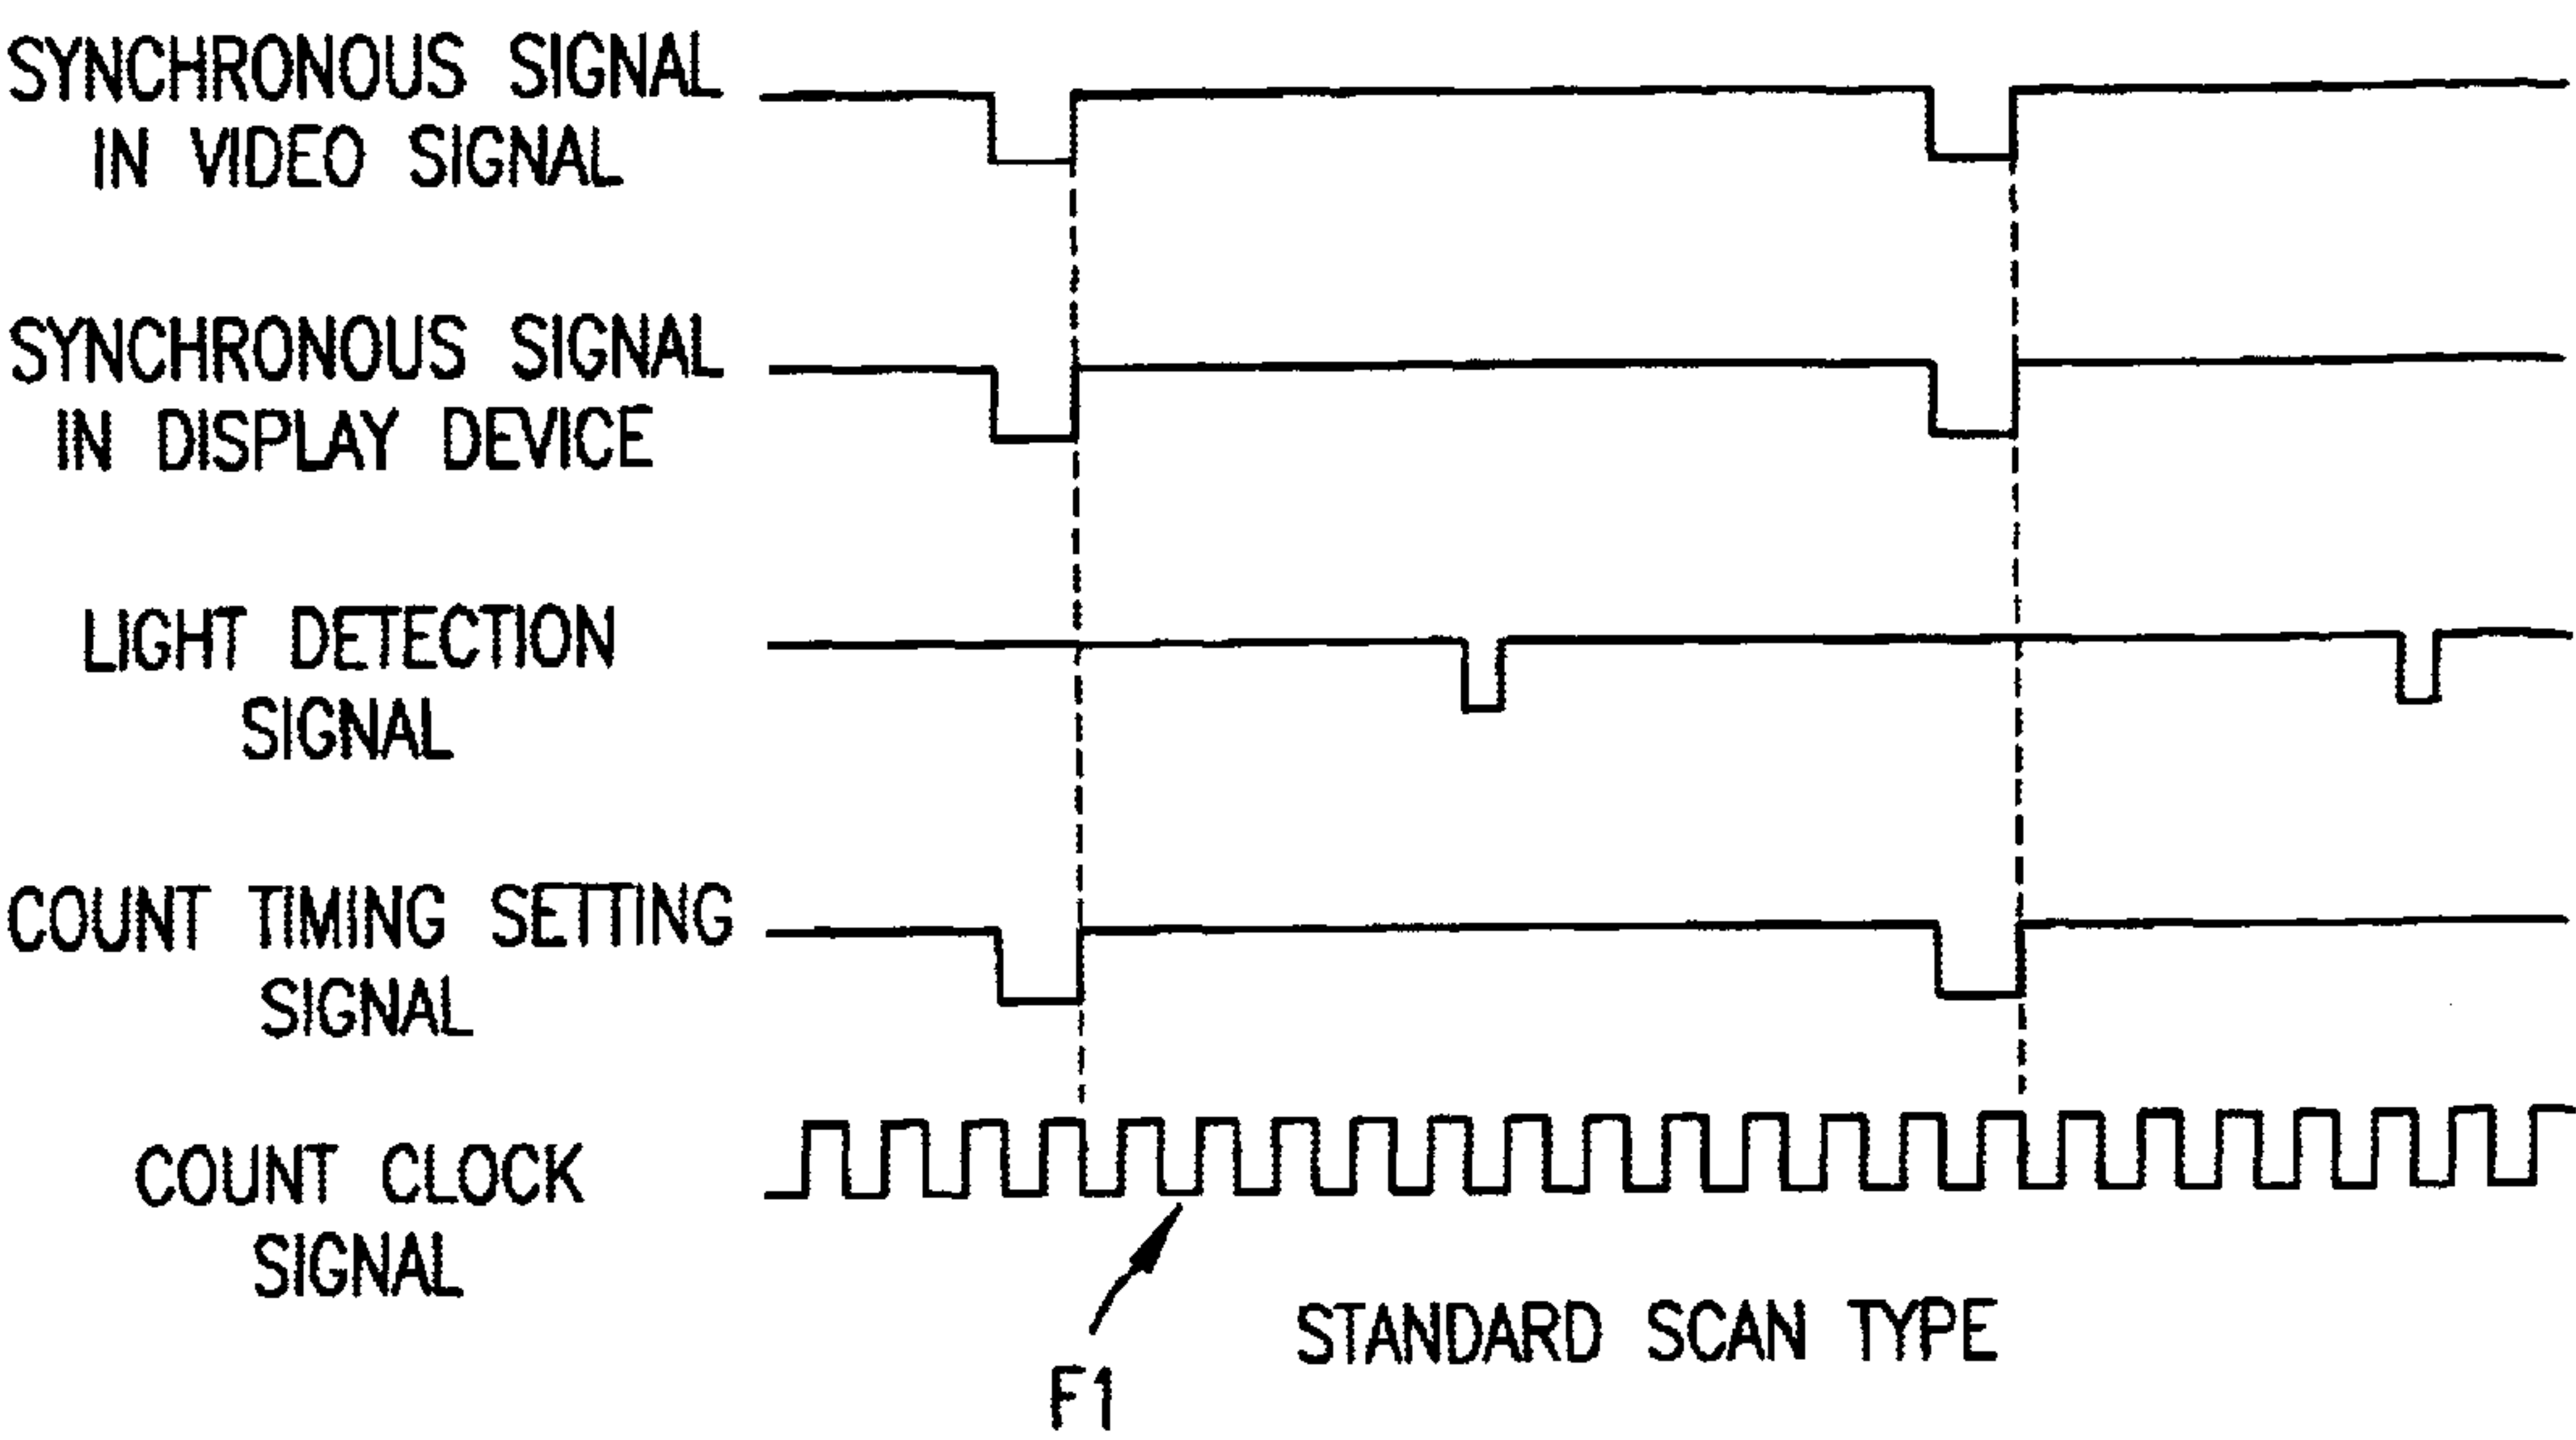 SYNCHRONOUS SIGNAL
IN VIDEO SIGNAL
SYNCHRONOUS SIGNAL
IN DISPLAY DEVICE
LIGHT DETECTION
SIGNAL
COUNT TIMING SETTING
SIGNAL
COUNT CLOCK
SIGNAL
STANDARD SCAN TYPE
F1